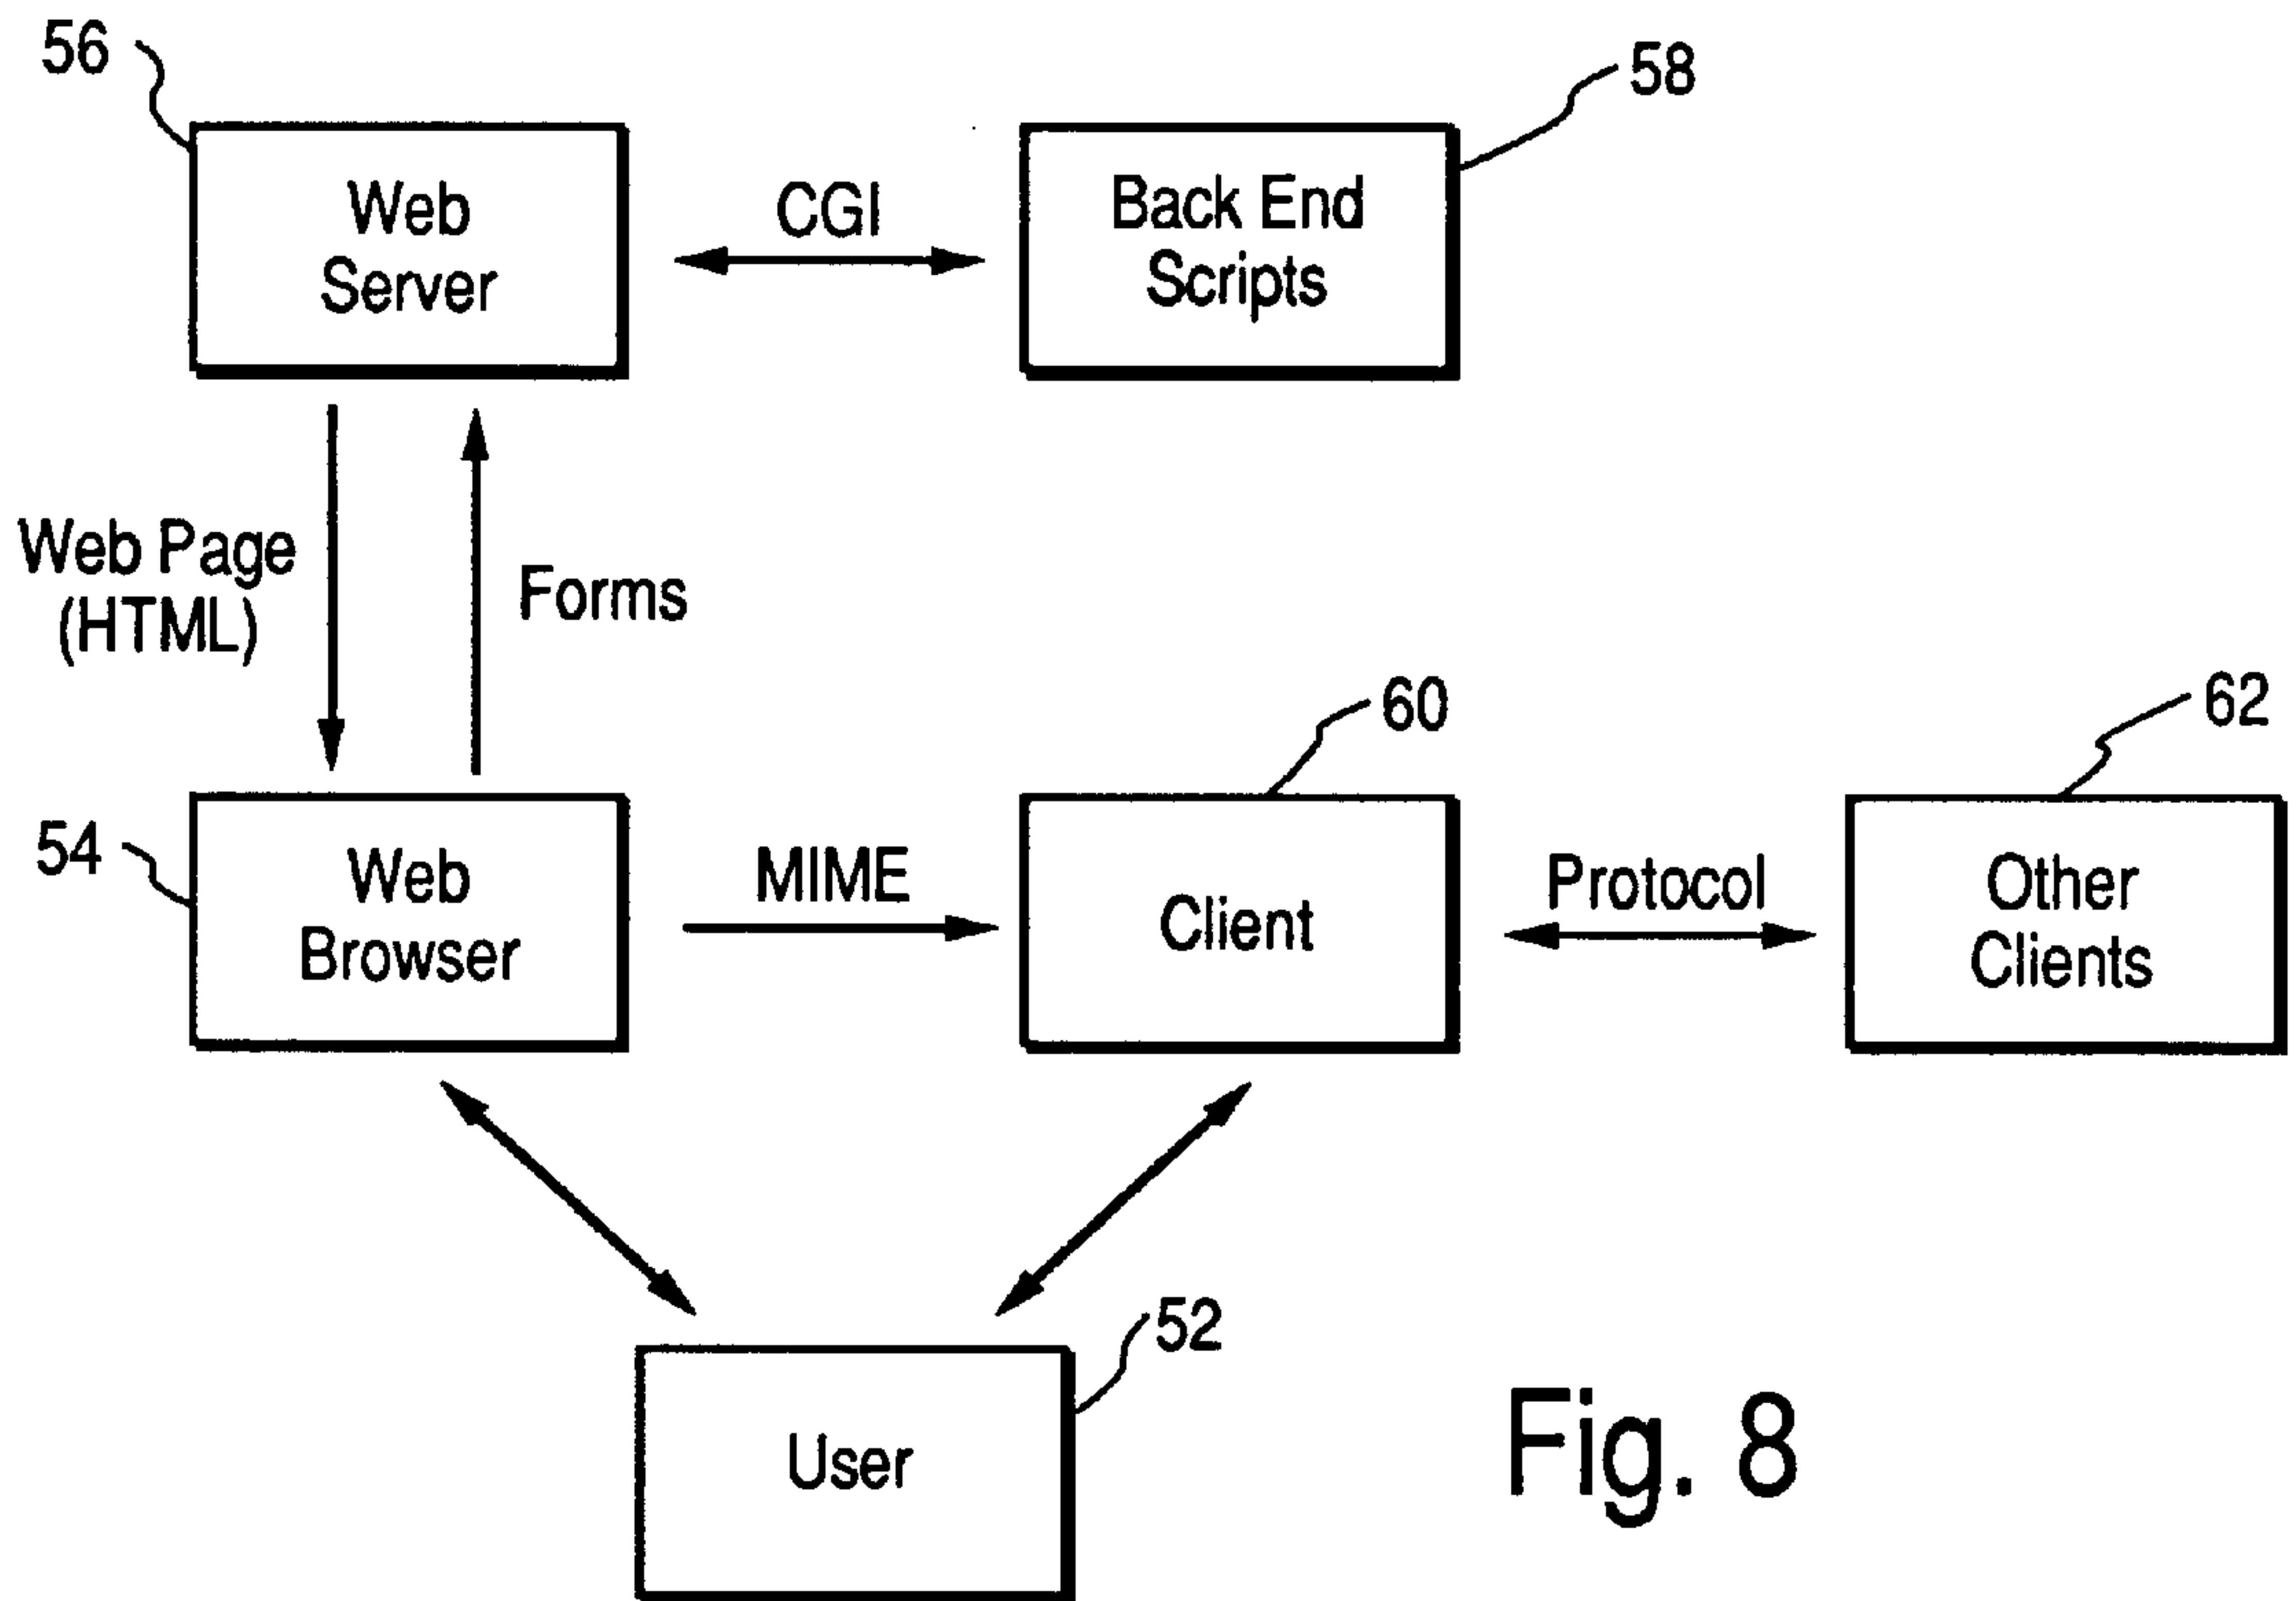 56
58
Web
Server
CGI
Back End
Scripts
Web Page
(HTML)
Forms
60
62
54
Web
Browser
MIME
Client
Protocol
Other
Clients
52
User
Fig. 8